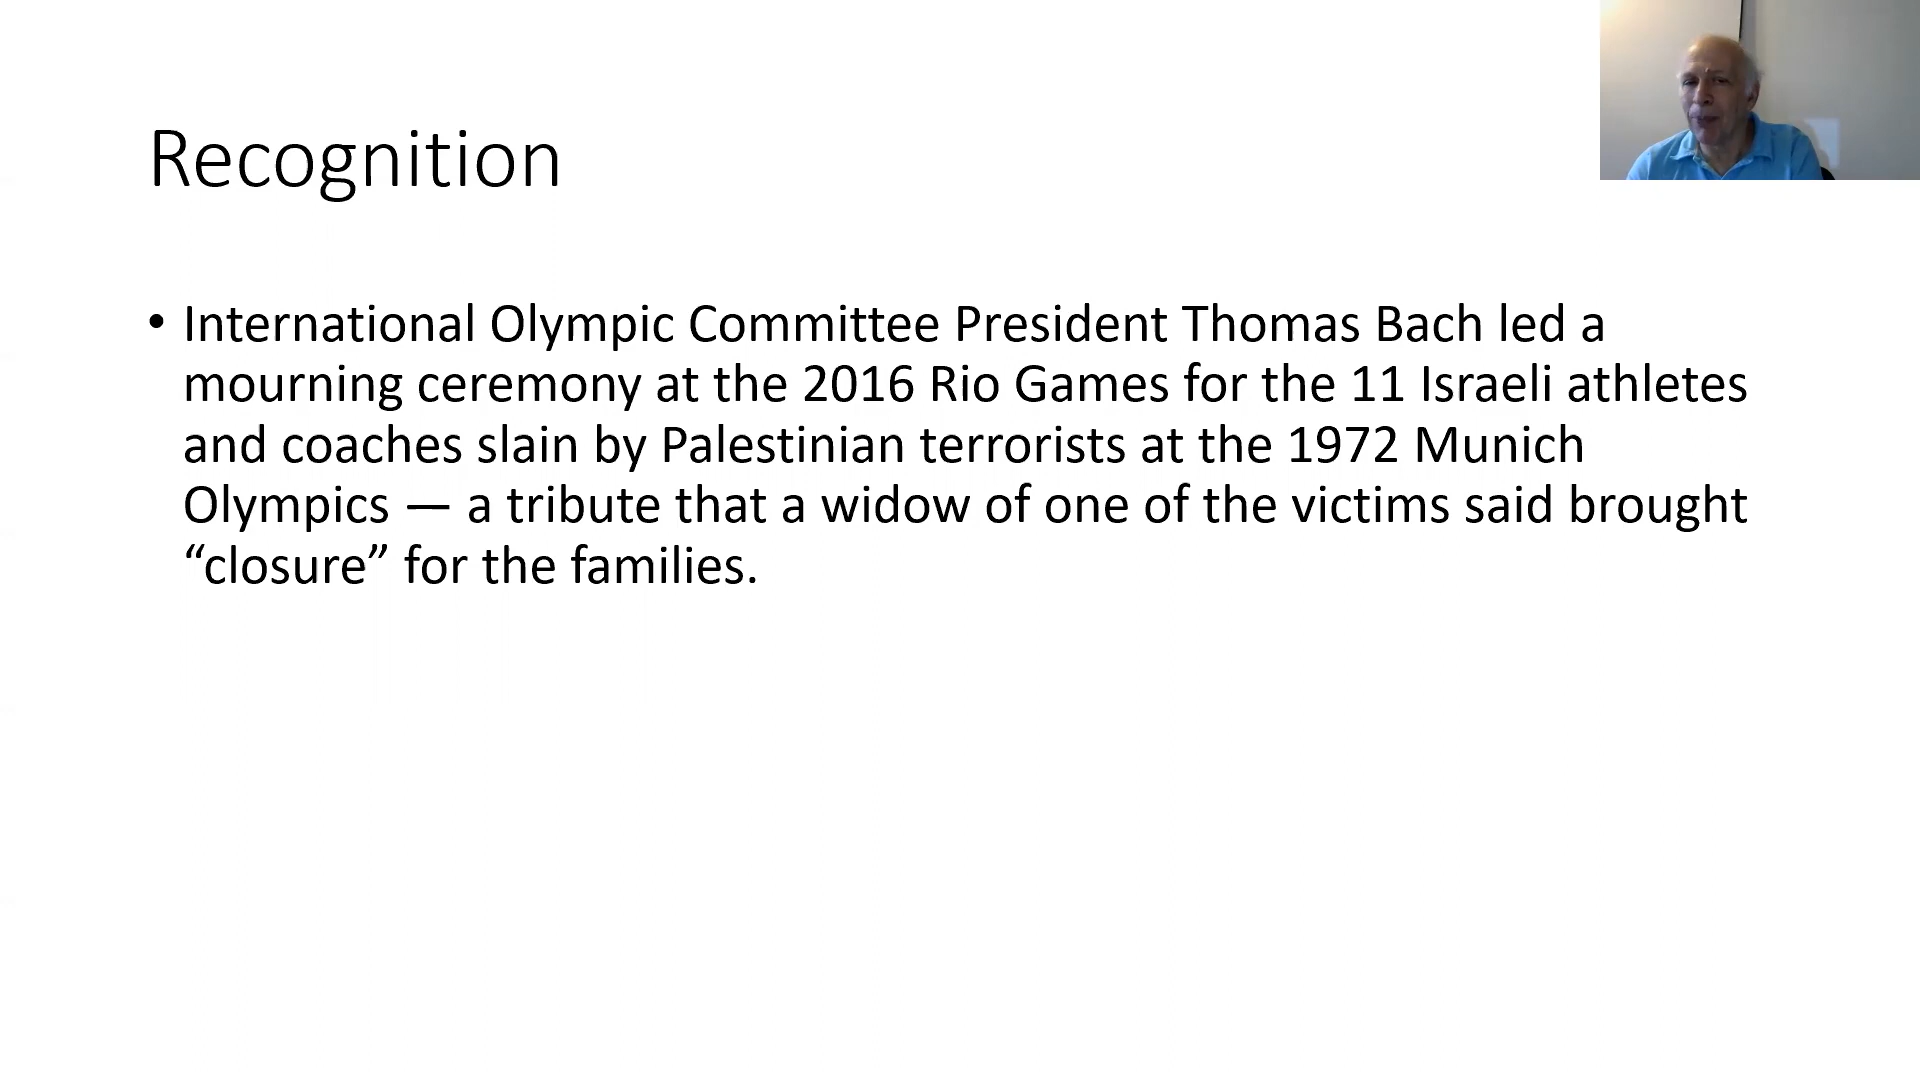 Recognition
• International Olympic Committee President Thomas Bach led a
mourning ceremony at the 2016 Rio Games for the 11 Israeli athletes
and coaches slain by Palestinian terrorists at the 1972 Munich
Olympics — a tribute that a widow of one of the victims said brought
“closure” for the families.